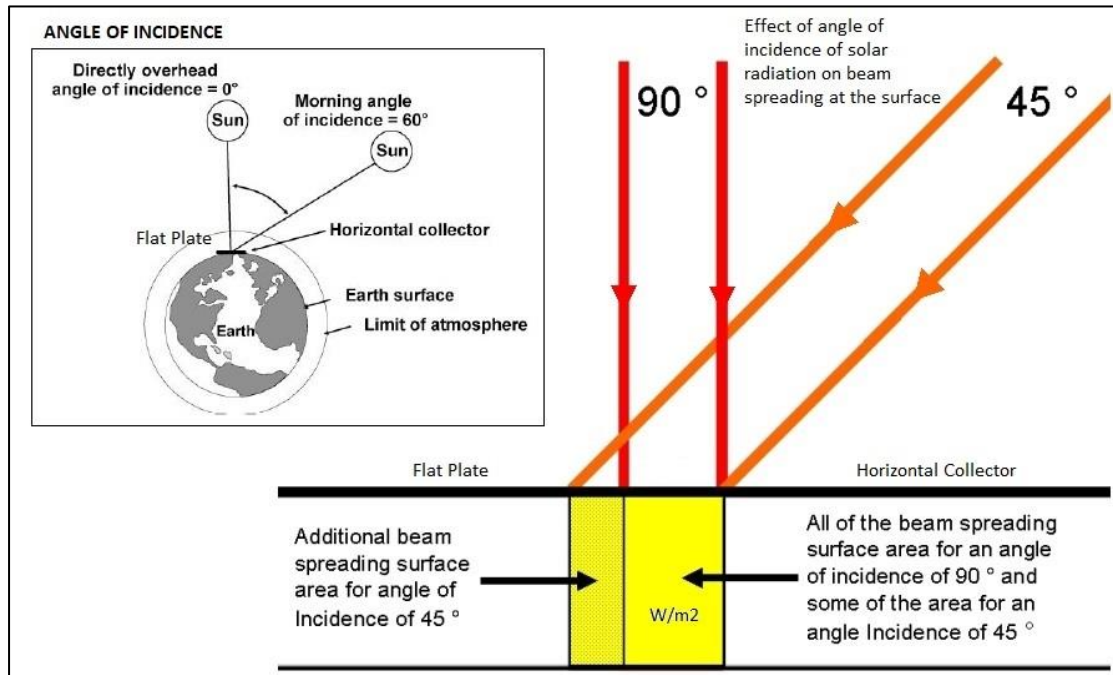 ANGLE OF INCIDENCE
Directly overhead
angle of incidence = 0°
Sun
Morning angle
of incidence = 60°
Sun
Flat Plate
Horizontal collector
Earth surface
Limit of atmosphere
Earth
Effect of angle of
incidence of solar
radiation on beam
spreading at the surface
90 °
45 °
Flat Plate
Horizontal Collector
Additional beam
spreading surface
area for angle of
Incidence of 45 °
W/m2
All of the beam spreading
surface area for an angle
of incidence of 90 ° and
some of the area for an
angle Incidence of 45 °